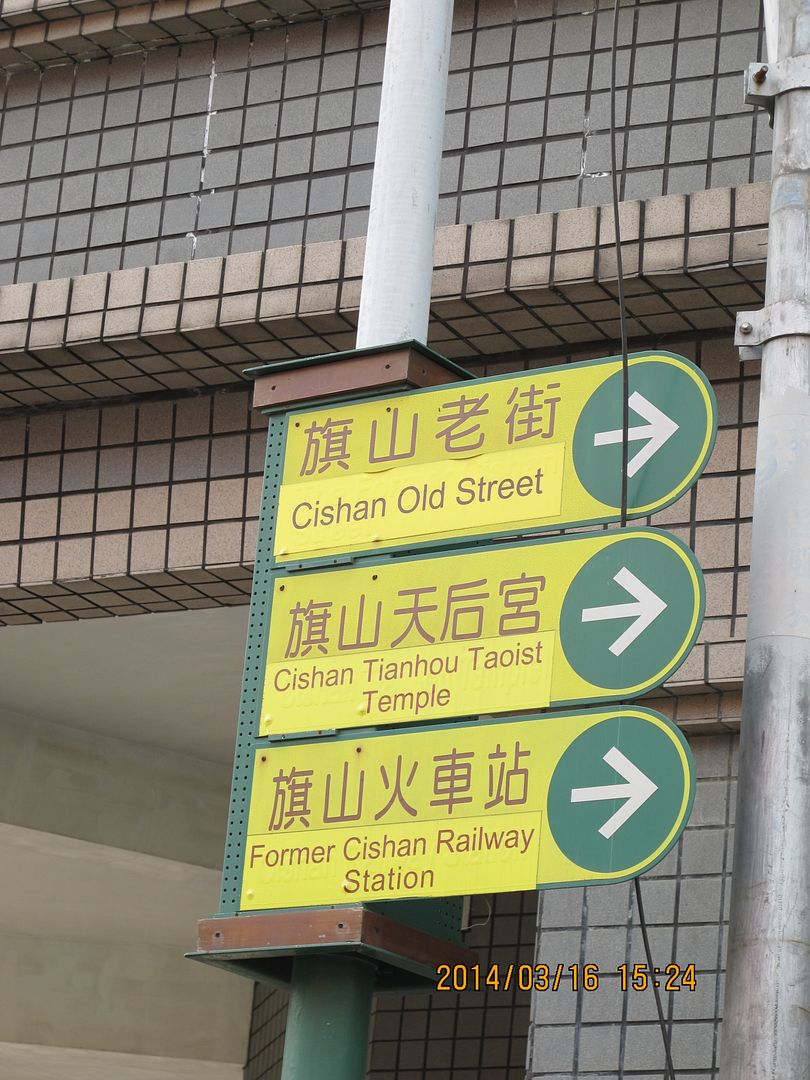 旗山老街
Cishan Old Street
旗山天后宮
Cishan Tianhou Taoist
Temple
旗山火車站
Former Cishan Railway
Station
2014/03/16 15:24